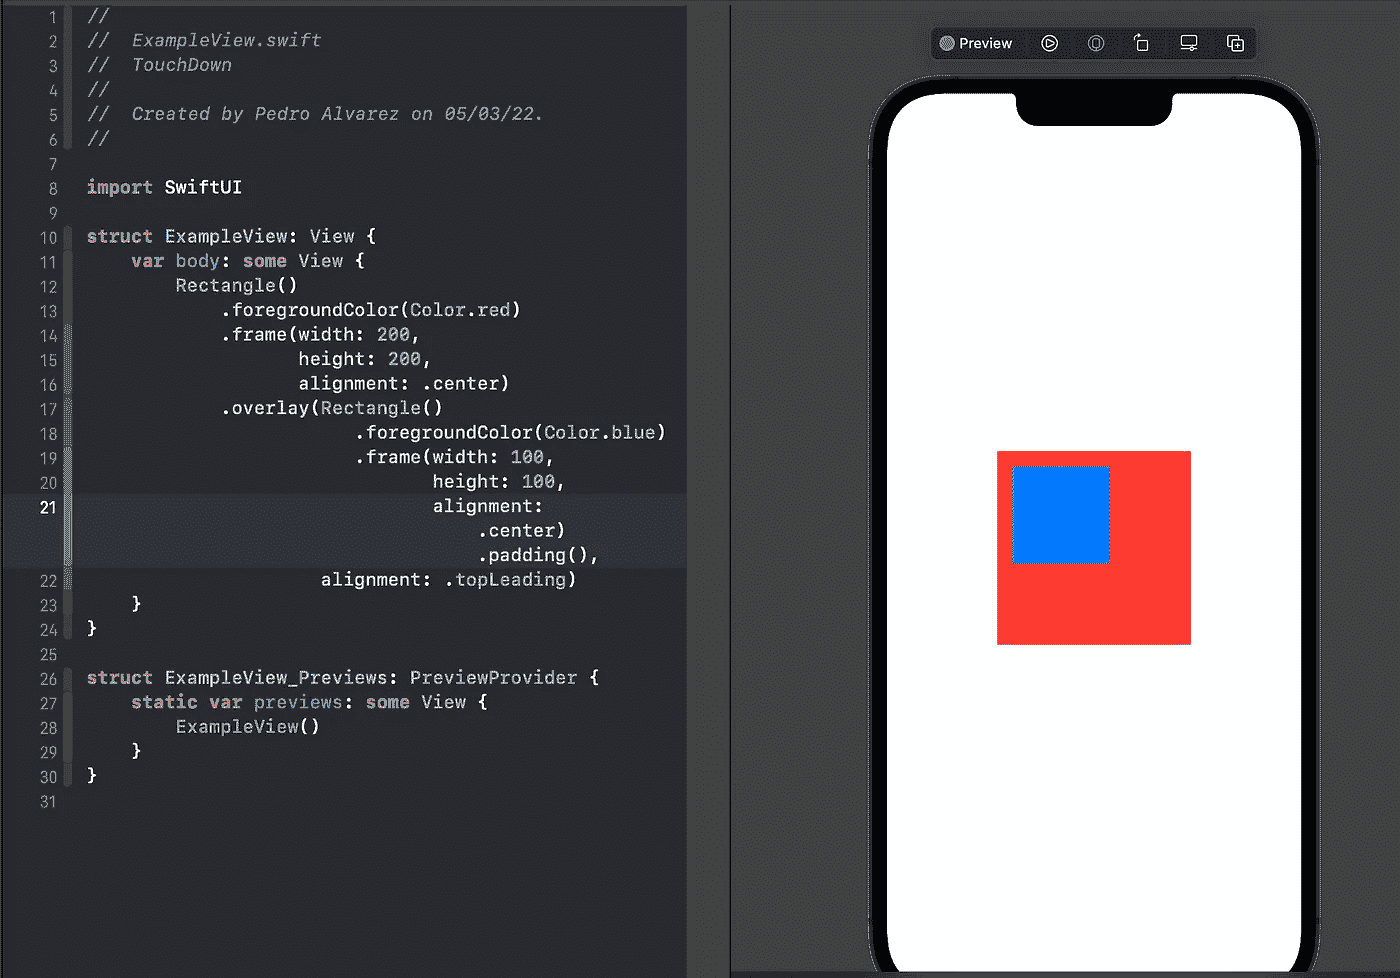 1 //
2 //  ExampleView.swift
3 //  TouchDown
4 //
5 //  Created by Pedro Alvarez on 05/03/22.
6 //
7
8 import SwiftUI
9
10 struct ExampleView: View {
11     var body: some View {
12         Rectangle()
13             .foregroundColor(Color.red)
14             .frame(width: 200,
15                    height: 200,
16                    alignment: .center)
17             .overlay(Rectangle()
18                         .foregroundColor(Color.blue)
19                         .frame(width: 100,
20                                height: 100,
21                                alignment:
                                    .center)
                                    .padding(),
22                      alignment: .topLeading)
23     }
24 }
25
26 struct ExampleView_Previews: PreviewProvider {
27     static var previews: some View {
28         ExampleView()
29     }
30 }
31
Preview